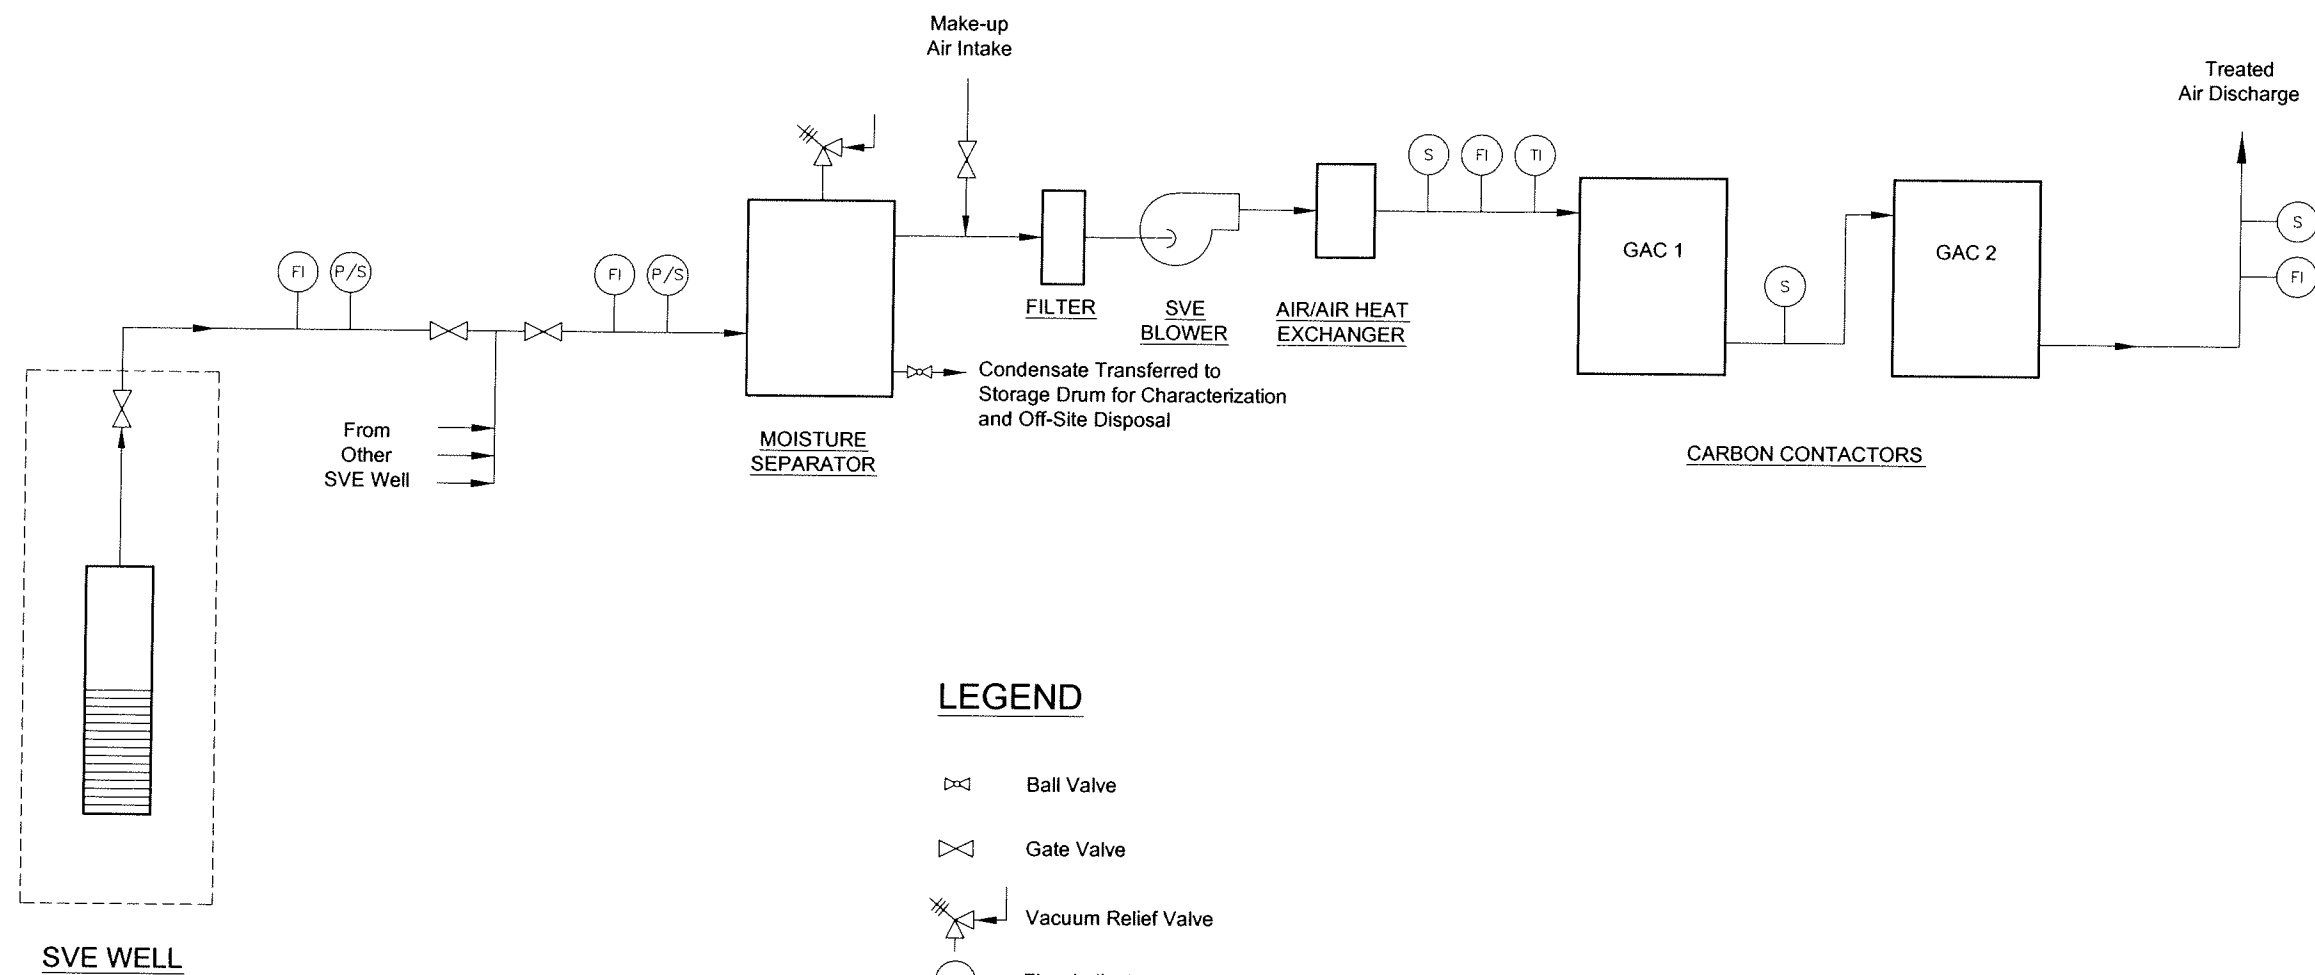 Make-up
Air Intake
Treated
Air Discharge
S
FI
TI
S
FI
GAC 1
GAC 2
S
FI
P/S
FI
P/S
FILTER
SVE
BLOWER
AIR/AIR HEAT
EXCHANGER
Condensate Transferred to
Storage Drum for Characterization
and Off-Site Disposal
From
Other
SVE Well
MOISTURE
SEPARATOR
CARBON CONTACTORS
LEGEND
Ball Valve
Gate Valve
Vacuum Relief Valve
SVE WELL